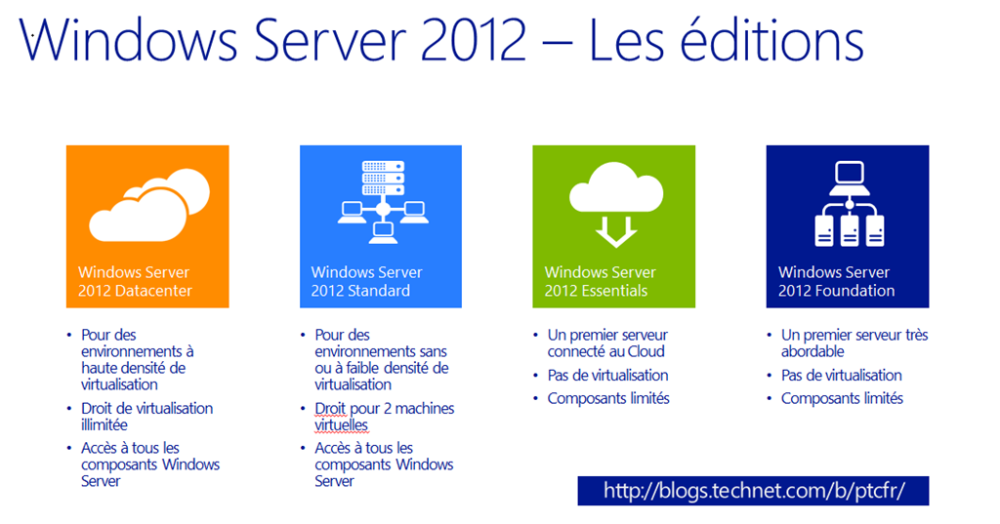 Windows Server 2012 – Les éditions
Windows Server
2012 Datacenter
• Pour des
environnements à
haute densité de
virtualisation
• Droit de virtualisation
illimitée
• Accès à tous les
composants Windows
Server
Windows Server
2012 Standard
• Pour des
environnements sans
ou à faible densité de
virtualisation
• Droit pour 2 machines
virtuelles
• Accès à tous les
composants Windows
Server
Windows Server
2012 Essentials
• Un premier serveur
connecté au Cloud
• Pas de virtualisation
• Composants limités
Windows Server
2012 Foundation
• Un premier serveur très
abordable
• Pas de virtualisation
• Composants limités
http://blogs.technet.com/b/ptcfr/